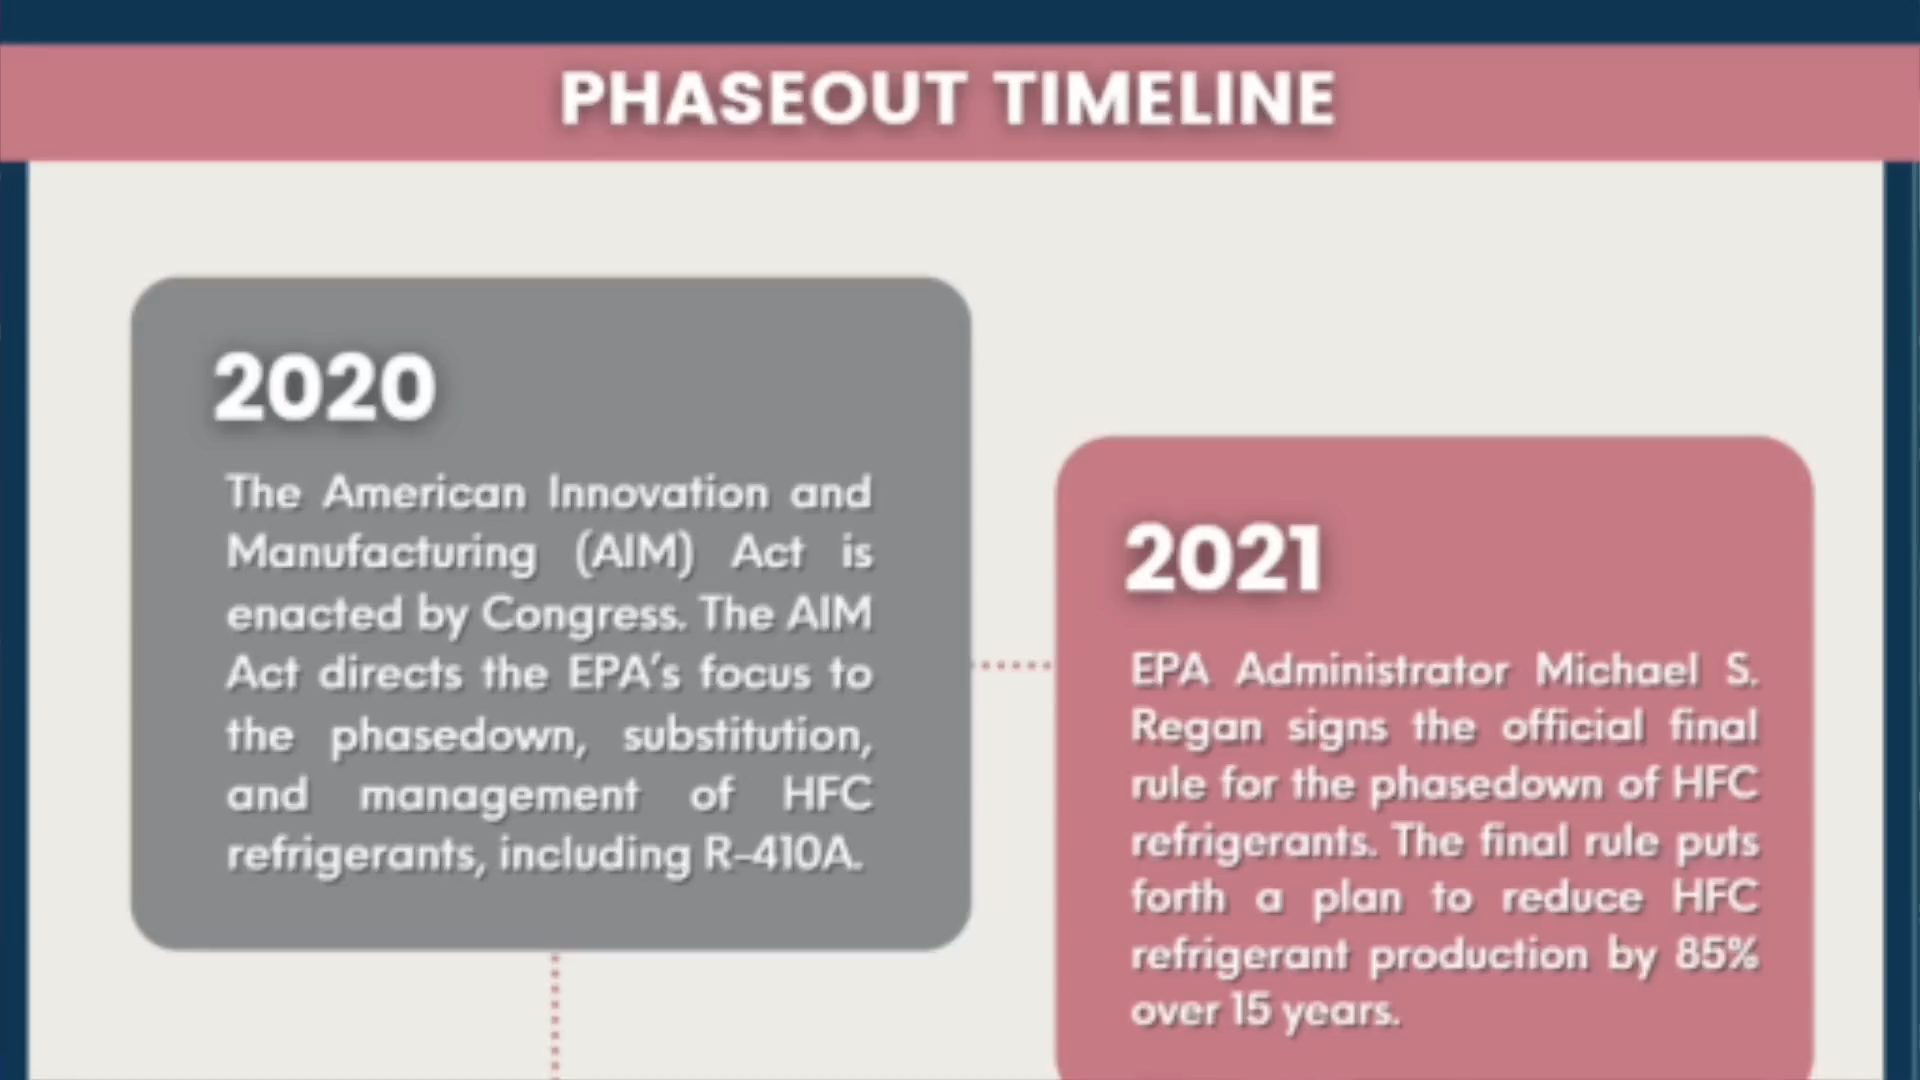 PHASEOUT TIMELINE
2020
The American Innovation and
Manufacturing (AIM) Act is
enacted by Congress. The AIM
Act directs the EPA's focus to
the phasedown, substitution,
and management of HFC
refrigerants, including R-410A.
2021
EPA Administrator Michael S.
Regan signs the official final
rule for the phasedown of HFC
refrigerants. The final rule puts
forth a plan to reduce HFC
refrigerant production by 85%
over 15 years.